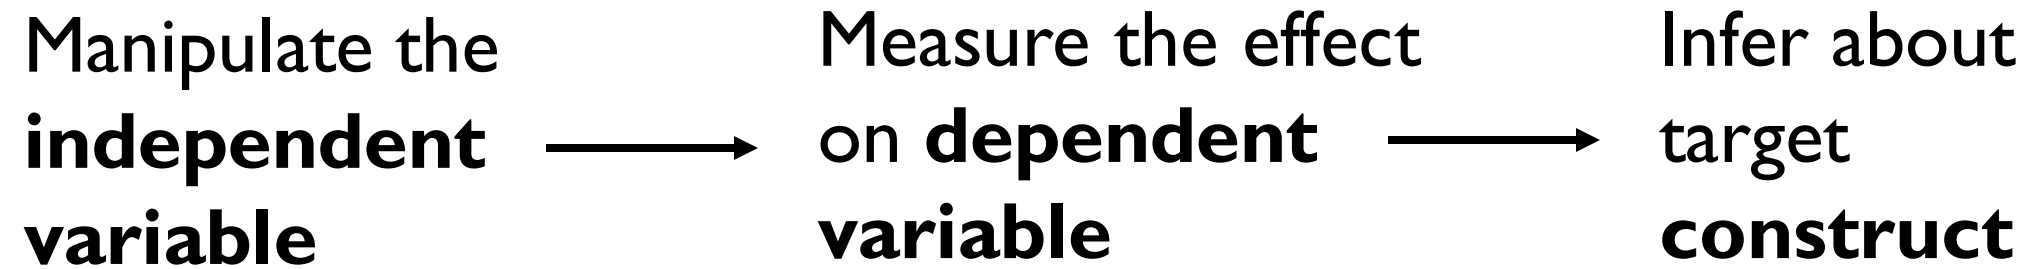 Manipulate the
independent
variable
Measure the effect
on dependent
variable
Infer about
target
construct